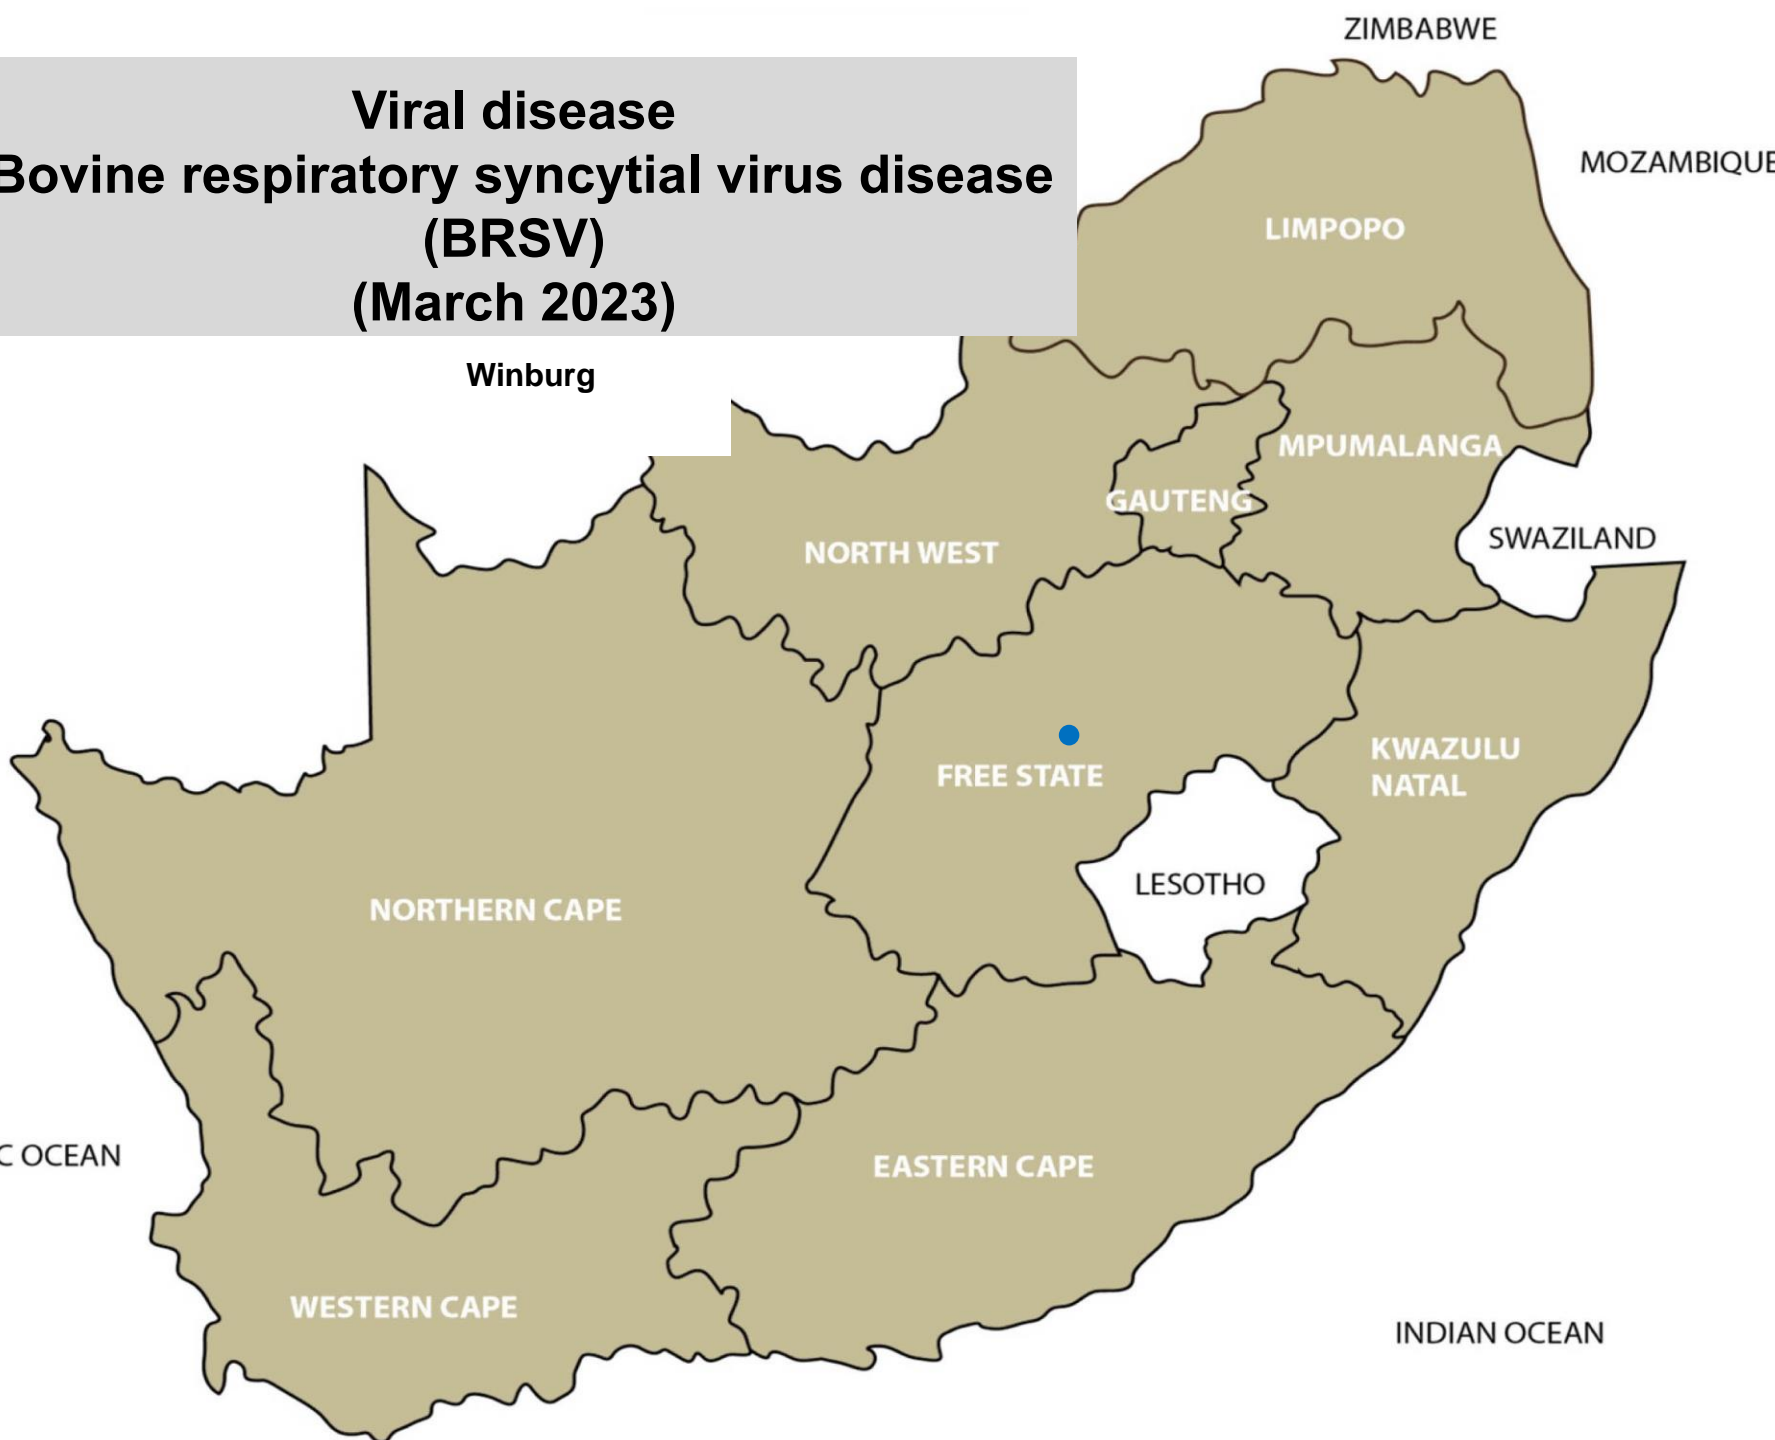 ZIMBABWE
Viral disease
Bovine respiratory syncytial virus disease
(BRSV)
(March 2023)
MOZAMBIQUE
LIMPOPO
Winburg
MPUMALANGA
GAUTENG
SWAZILAND
NORTH WEST
FREE STATE
KWAZULU
NATAL
LESOTHO
NORTHERN CAPE
C OCEAN
EASTERN CAPE
WESTERN CAPE
INDIAN OCEAN